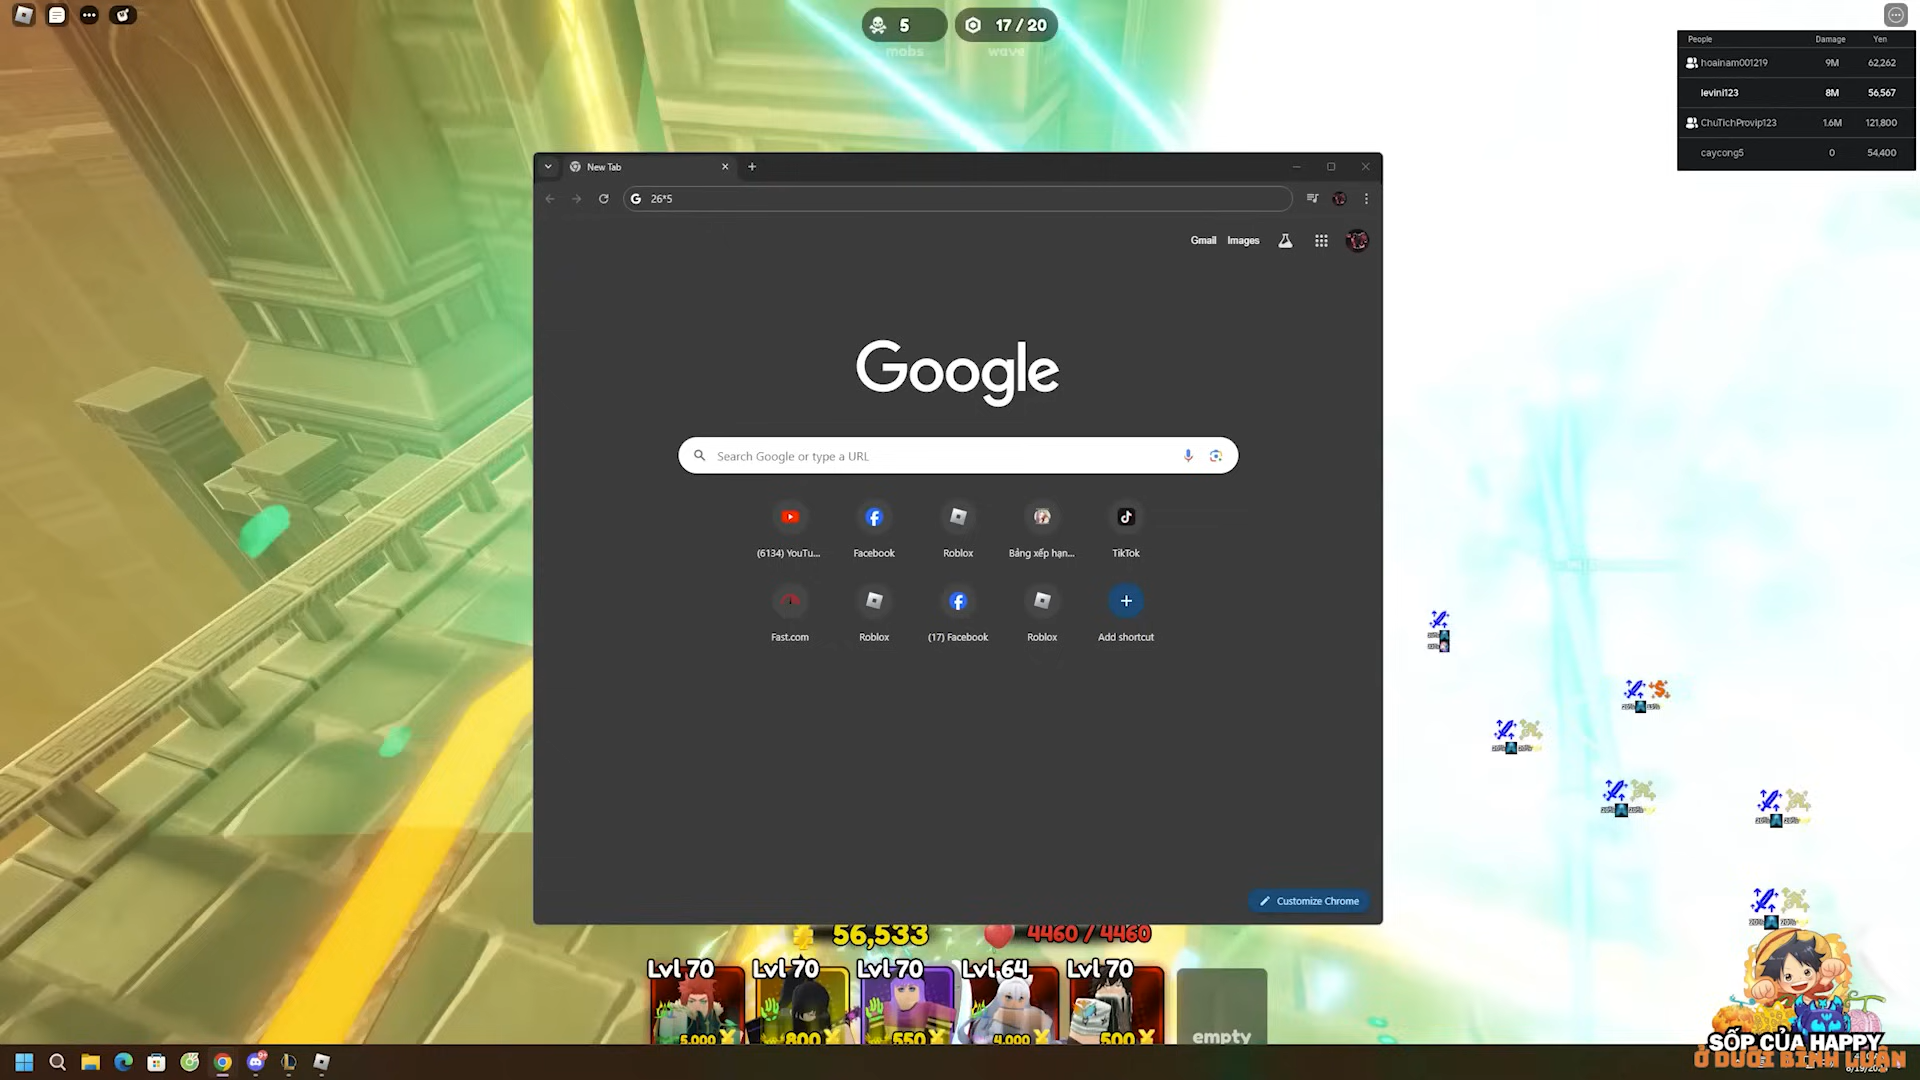 5
17 / 20
mobs
wave
People Damage Yen
hoainam001219 9M 62,262
levini123 8M 56,567
ChuTichProvip123 1.6M 121,800
caycong5 0 54,400
New Tab
26*5
Gmail Images
Google
Search Google or type a URL
(6134) YouTu... Facebook Roblox Bảng xếp hạn... TikTok
Fast.com Roblox (17) Facebook Roblox Add shortcut
Customize Chrome
56,533 4460 / 4460
Lvl 70 Lvl 70 Lvl 70 Lvl 64 Lvl 70
5,000 800 550 4,000 500 empty
SỐP CỦA HAPPY
Ở DƯỚI BÌNH LUẬN